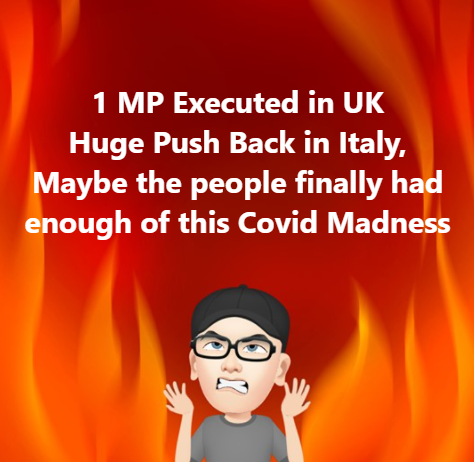 1 MP Executed in UK
Huge Push Back in Italy,
Maybe the people finally had
enough of this Covid Madness